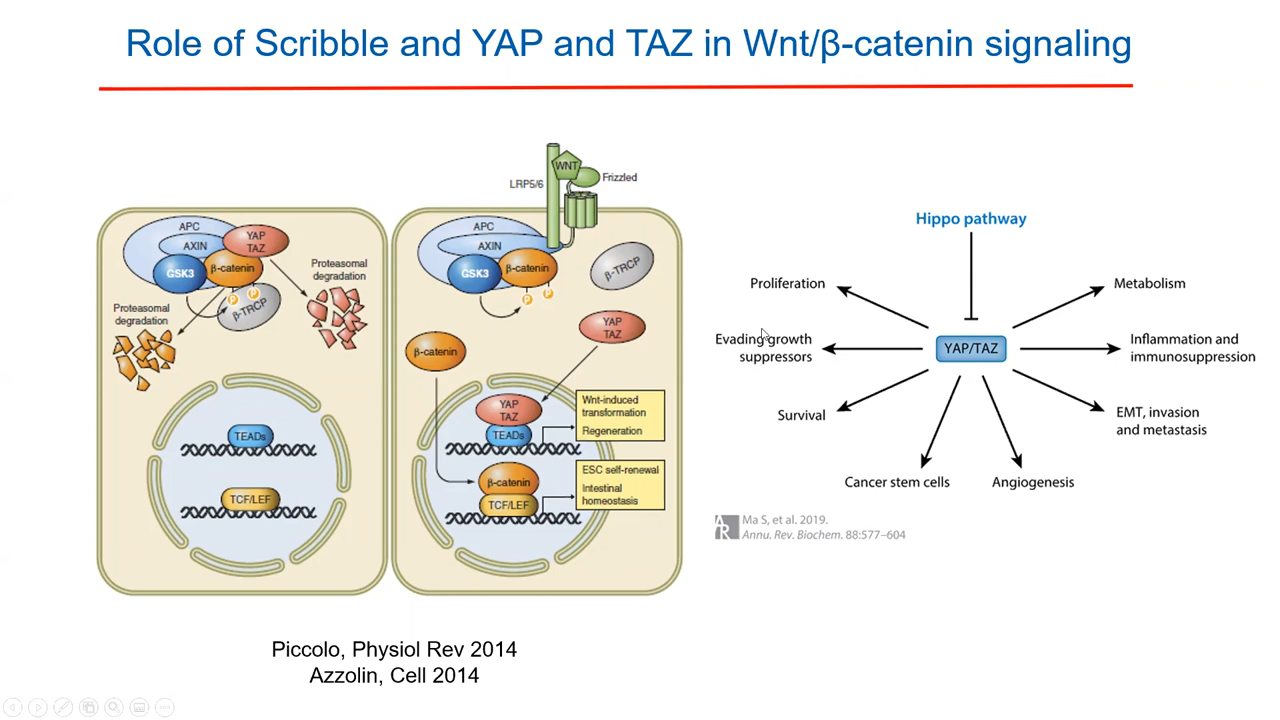 Role of Scribble and YAP and TAZ in Wnt/β-catenin signaling
APC
AXIN
YAP
TAZ
GSK3
β-catenin
P
P
β-TRCP
Proteasomal
degradation
Proteasomal
degradation
TEADs
TCF/LEF
LRP5/6
WNT
Frizzled
APC
AXIN
GSK3
β-catenin
P
P
β-TRCP
YAP
TAZ
β-catenin
YAP
TAZ
TEADs
Wnt-induced
transformation
Regeneration
β-catenin
TCF/LEF
ESC self-renewal
Intestinal
homeostasis
Piccolo, Physiol Rev 2014
Azzolin, Cell 2014
Hippo pathway
YAP/TAZ
Proliferation
Evading growth
suppressors
Survival
Cancer stem cells
Angiogenesis
EMT, invasion
and metastasis
Inflammation and
immunosuppression
Metabolism
AR
Ma S, et al. 2019.
Annu. Rev. Biochem. 88:577–604